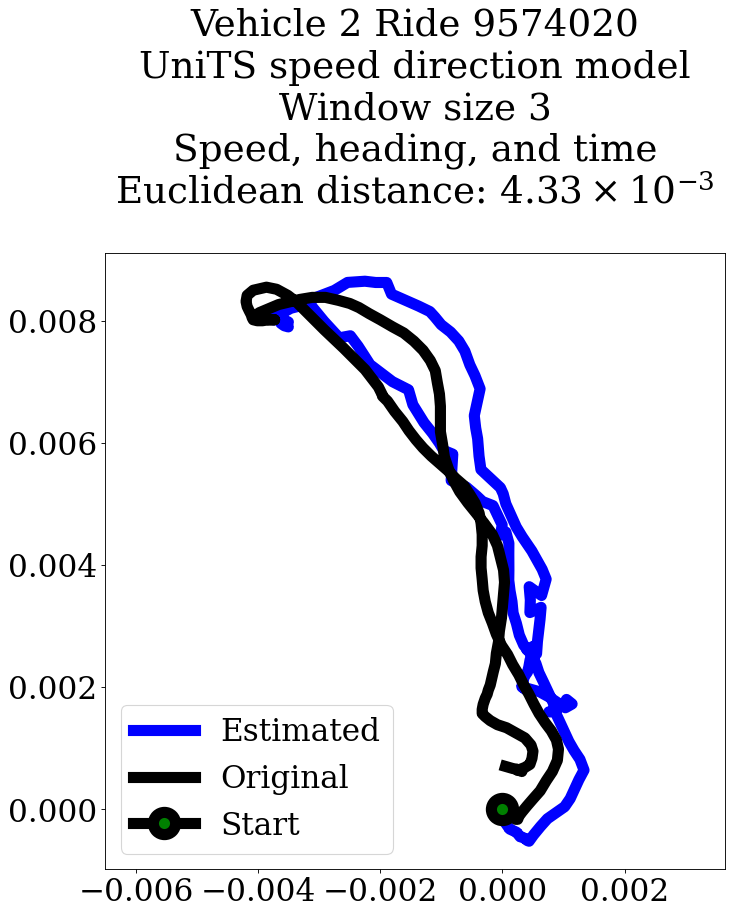 Vehicle 2 Ride 9574020
UniTS speed direction model
Window size 3
Speed, heading, and time
Euclidean distance: 4.33 × 10⁻³
0.008
0.006
0.004
0.002
0.000
Estimated
Original
Start
−0.006 −0.004 −0.002 0.000 0.002